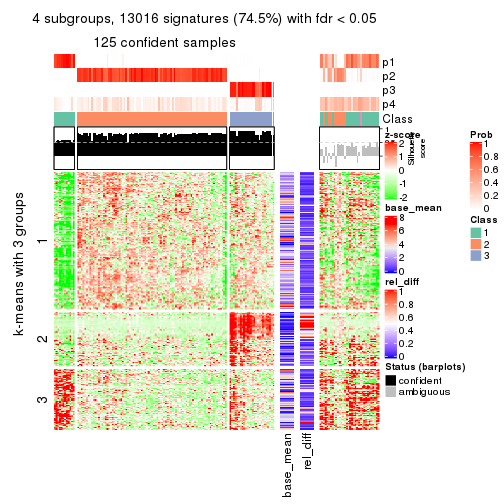 4 subgroups, 13016 signatures (74.5%) with fdr < 0.05
125 confident samples
p1
p2
p3
p4
Class
1
Silhouette score
k-means with 3 groups
1
2
3
base_mean
rel_diff
z-score
2
1
0
-1
-2
base_mean
8
6
4
2
0
rel_diff
1
0.8
0.6
0.4
0.2
0
Status (barplots)
confident
ambiguous
Prob
1
0.8
0.6
0.4
0.2
0
Class
1
2
3